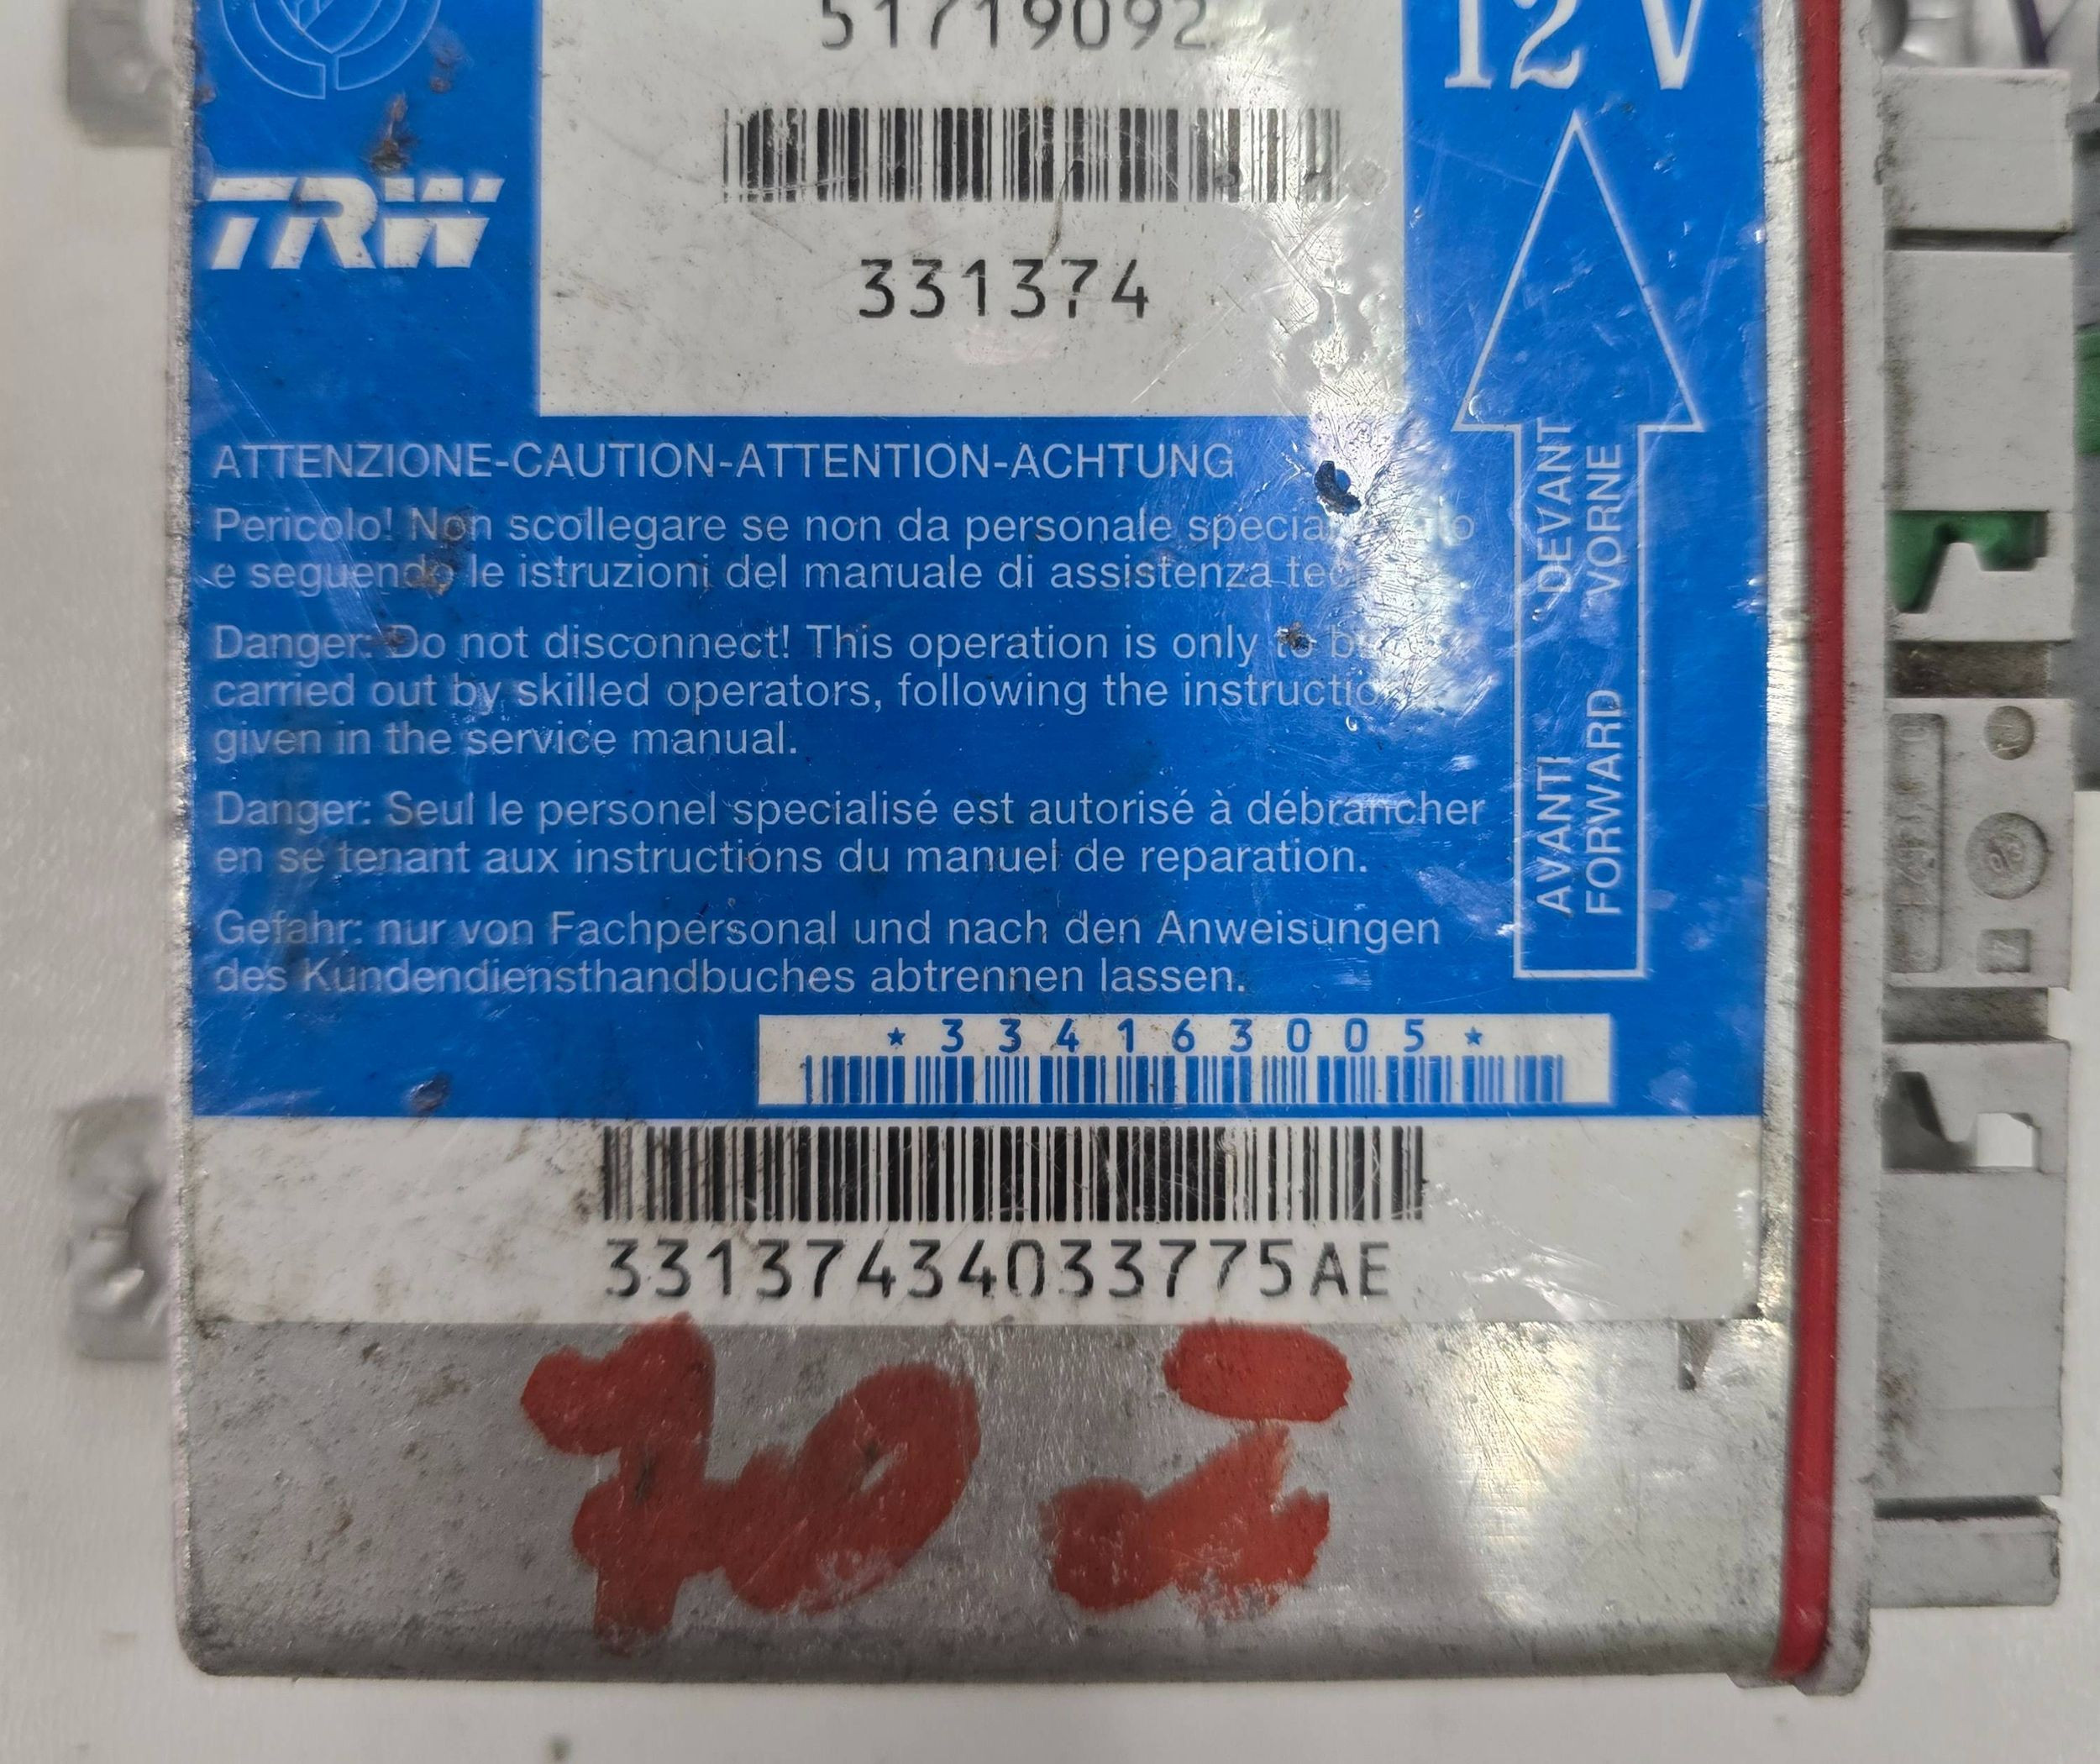 51719092
12 V
TRW
331374
ATTENZIONE-CAUTION-ATTENTION-ACHTUNG
Pericolo! Non scollegare se non da personale
e seguendo le istruzioni del manuale di assistenza
Danger: Do not disconnect! This operation is only to
carried out by skilled operators, following the
given in the service manual.
Danger: Seul le personel specialisé est autorisé à débrancher
en se tenant aux instructions du manuel de reparation.
Gefahr: nur von Fachpersonal und nach den Anweisungen
des Kundendiensthandbuches abtrennen lassen.
AVANTI DEVANT
FORWARD VORNE
*334163005*
33137434033775AE
70